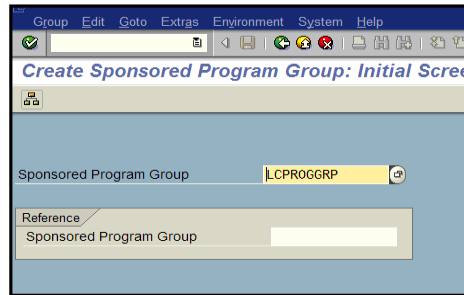 Group Edit Goto Extras Environment System Help
Create Sponsored Program Group: Initial Scree
Sponsored Program Group LCPROGGRP
Reference
Sponsored Program Group